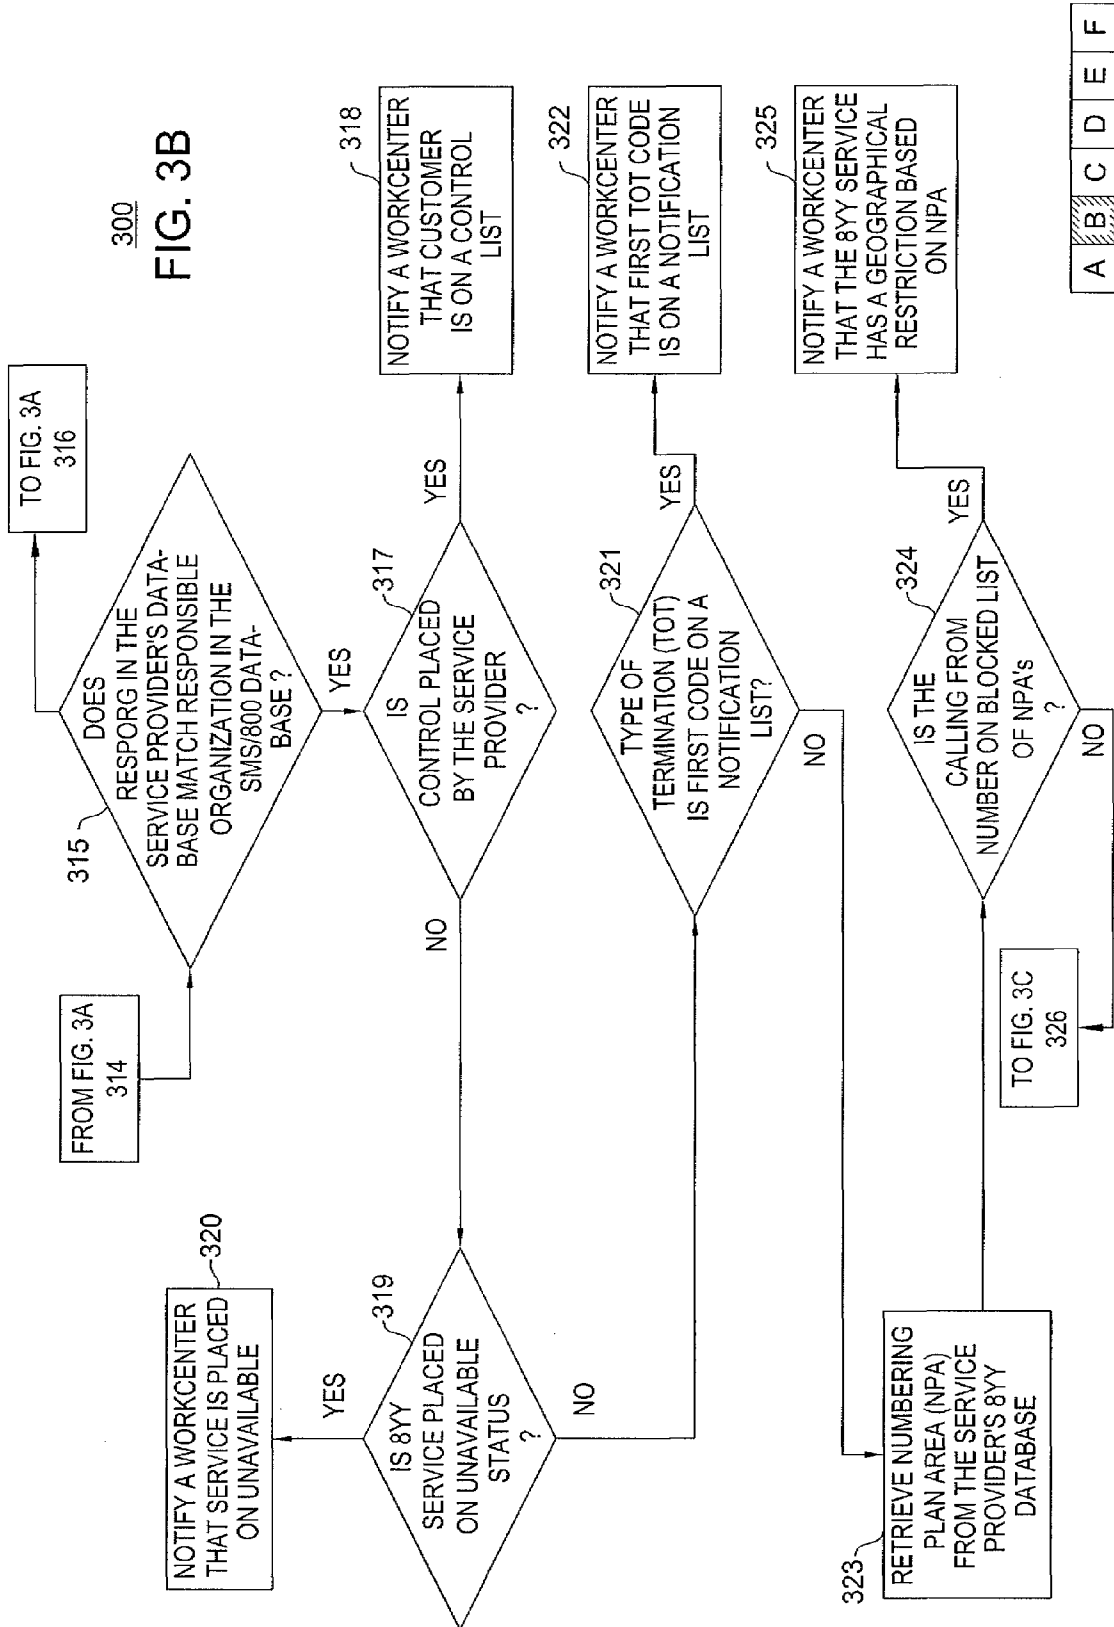 300
FIG. 3B
FROM FIG. 3A
314
315
DOES
RESPORG IN THE
SERVICE PROVIDER'S DATA-
BASE MATCH RESPONSIBLE
ORGANIZATION IN THE
SMS/800 DATA-
BASE ?
TO FIG. 3A
316
YES
317
IS
CONTROL PLACED
BY THE SERVICE
PROVIDER
?
YES
318
NOTIFY A WORKCENTER
THAT CUSTOMER
IS ON A CONTROL
LIST
NO
319
IS 8YY
SERVICE PLACED
ON UNAVAILABLE
STATUS
?
YES
320
NOTIFY A WORKCENTER
THAT SERVICE IS PLACED
ON UNAVAILABLE
NO
321
TYPE OF
TERMINATION (TOT)
IS FIRST CODE ON A
NOTIFICATION
LIST?
YES
322
NOTIFY A WORKCENTER
THAT FIRST TOT CODE
IS ON A NOTIFICATION
LIST
NO
323
RETRIEVE NUMBERING
PLAN AREA (NPA)
FROM THE SERVICE
PROVIDER'S 8YY
DATABASE
324
IS THE
CALLING FROM
NUMBER ON BLOCKED LIST
OF NPA's
?
YES
325
NOTIFY A WORKCENTER
THAT THE 8YY SERVICE
HAS A GEOGRAPHICAL
RESTRICTION BASED
ON NPA
NO
TO FIG. 3C
326
A B C D E F